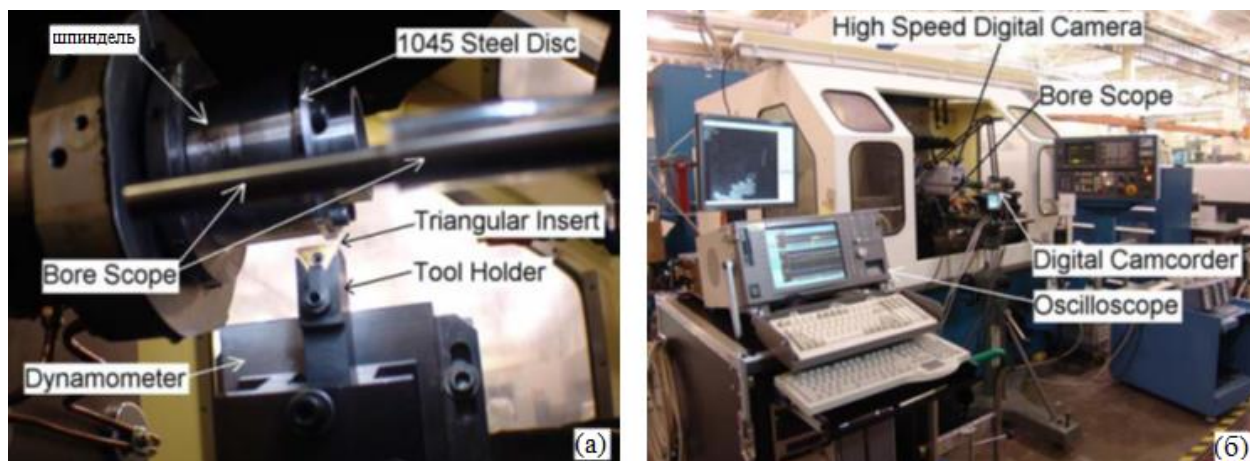 шпиндель
1045 Steel Disc
Triangular Insert
Bore Scope
Tool Holder
Dynamometer
(а)
High Speed Digital Camera
Bore Scope
Digital Camcorder
Oscilloscope
(б)